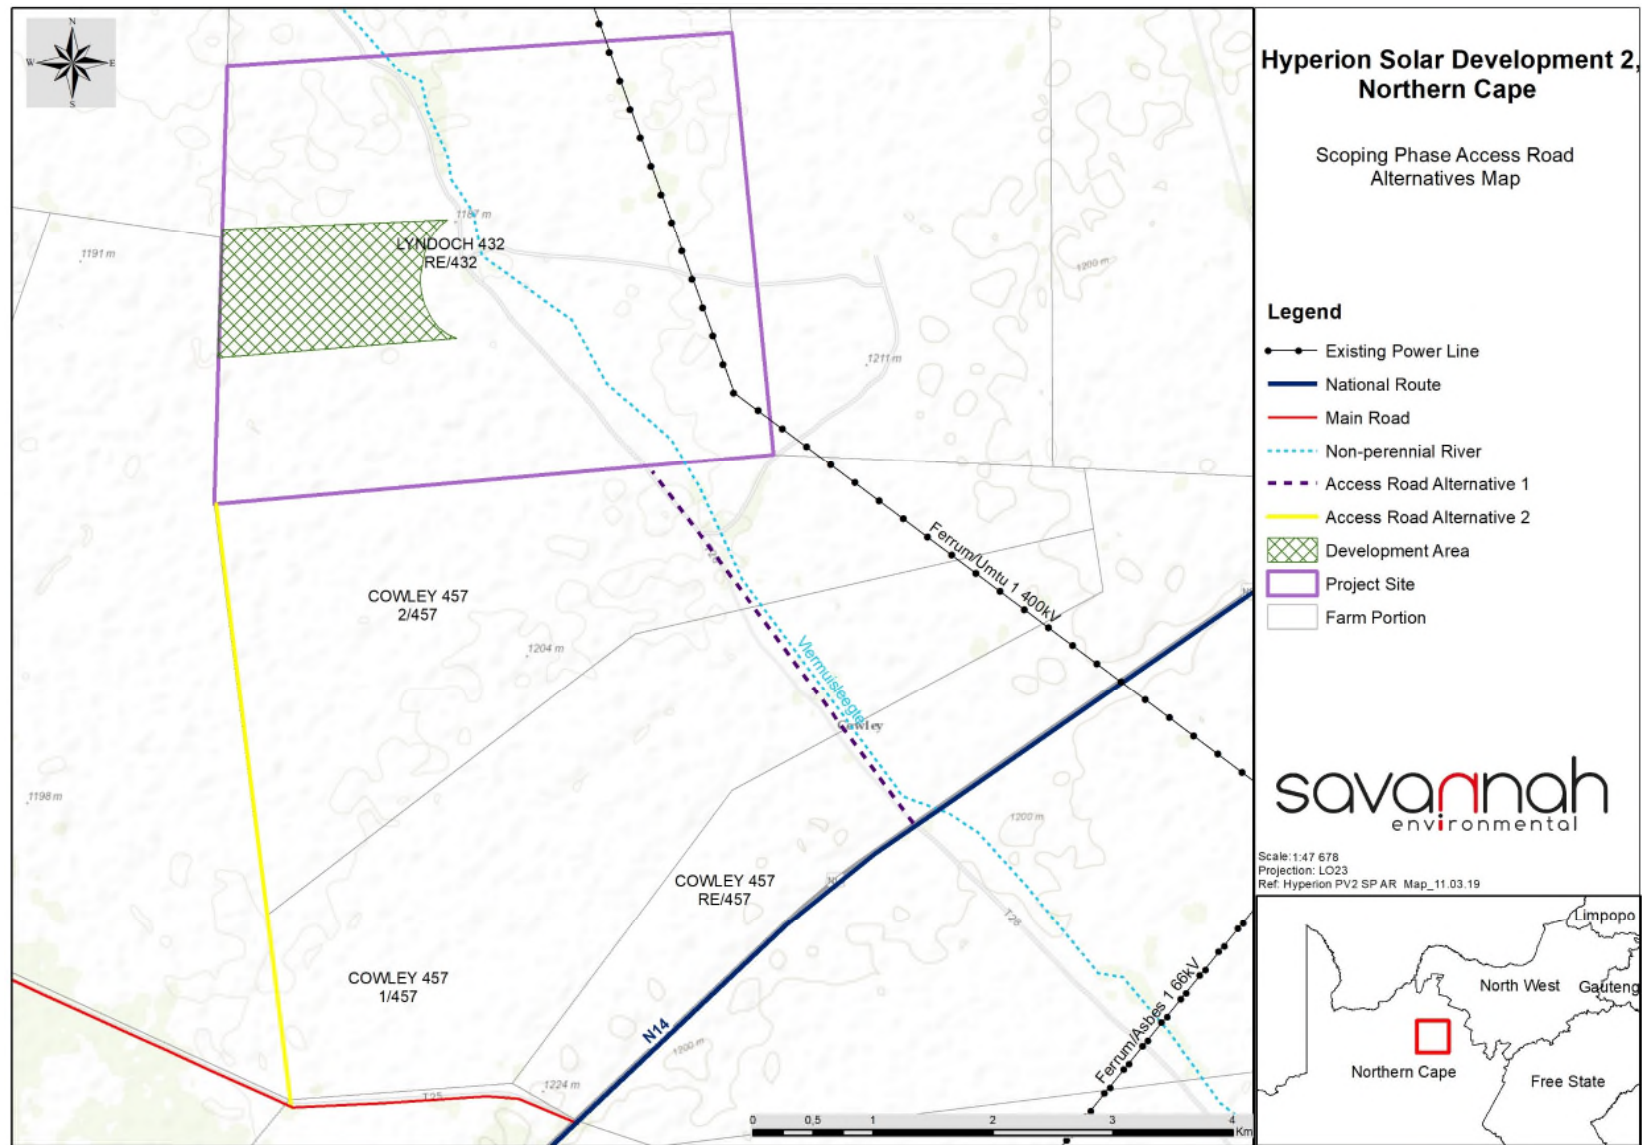 N
W
E
S
1187 m
LYNDOCH 432
RE/432
1191 m
1200 m
1211 m
Ferrum/Umtu 1 400kV
COWLEY 457
2/457
1204 m
Vlermuisleegte
Cowley
1198 m
1200 m
COWLEY 457
RE/457
T26
COWLEY 457
1/457
N14
1200 m
Ferrum/Asbes 1 66kV
1224 m
T25
0
0,5
1
2
3
4
Km
Hyperion Solar Development 2,
Northern Cape
Scoping Phase Access Road
Alternatives Map
Legend
Existing Power Line
National Route
Main Road
Non-perennial River
Access Road Alternative 1
Access Road Alternative 2
Development Area
Project Site
Farm Portion
savannah
environmental
Scale:1:47 678
Projection: LO23
Ref: Hyperion PV2 SP AR Map_11.03.19
Limpopo
North West
Gauteng
Northern Cape
Free State